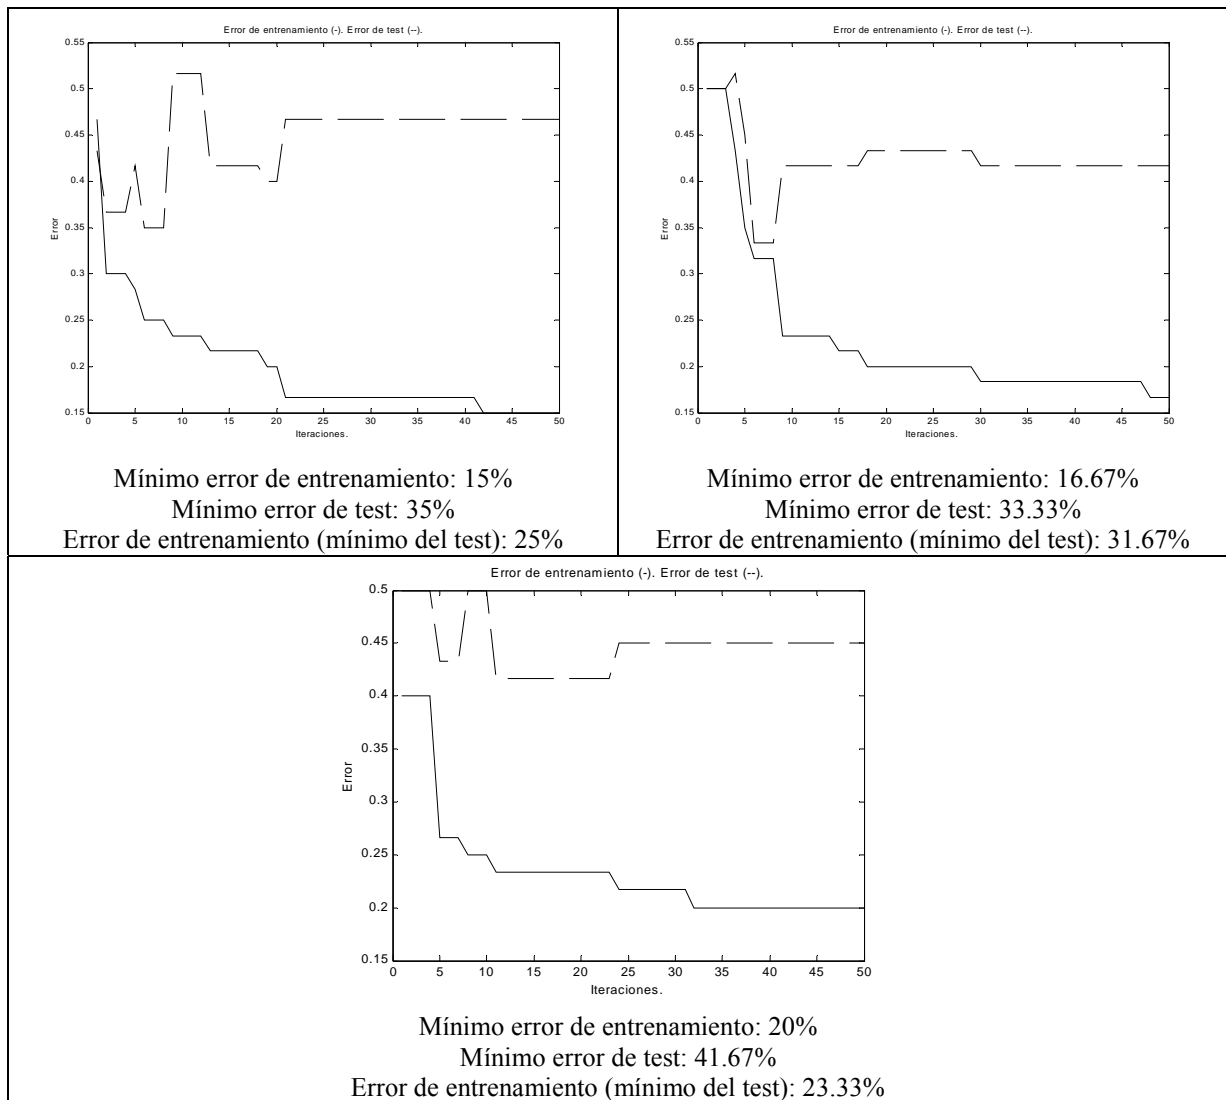 Error de entrenamiento (-). Error de test (--).
0.55
0.5
0.45
0.4
0.35
0.3
0.25
0.2
0.15
Error
0 5 10 15 20 25 30 35 40 45 50
Iteraciones.
Mínimo error de entrenamiento: 15%
Mínimo error de test: 35%
Error de entrenamiento (mínimo del test): 25%
Error de entrenamiento (-). Error de test (--).
0.55
0.5
0.45
0.4
0.35
0.3
0.25
0.2
0.15
Error
0 5 10 15 20 25 30 35 40 45 50
Iteraciones.
Mínimo error de entrenamiento: 16.67%
Mínimo error de test: 33.33%
Error de entrenamiento (mínimo del test): 31.67%
Error de entrenamiento (-). Error de test (--).
0.5
0.45
0.4
0.35
0.3
0.25
0.2
0.15
Error
0 5 10 15 20 25 30 35 40 45 50
Iteraciones.
Mínimo error de entrenamiento: 20%
Mínimo error de test: 41.67%
Error de entrenamiento (mínimo del test): 23.33%